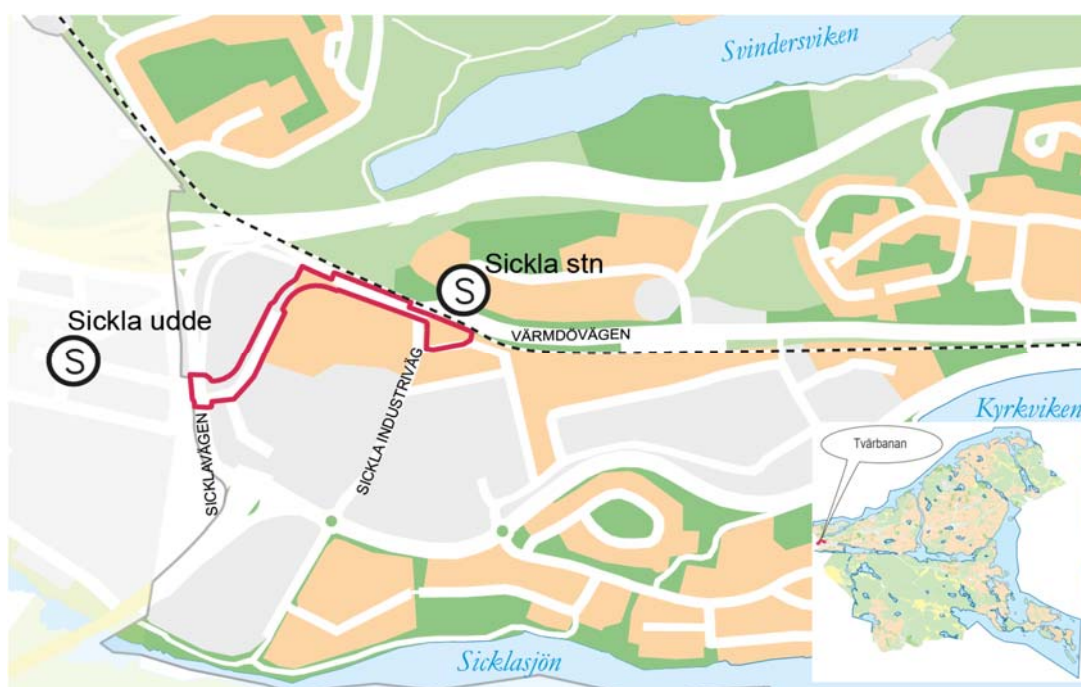 Svindersviken
Sickla stn
S
Sickla udde
S
VÄRMDÖVÄGEN
SICKLAVÄGEN
SICKLA INDUSTRIVÄG
Kyrkviken
Tvärbanan
Sicklasjön